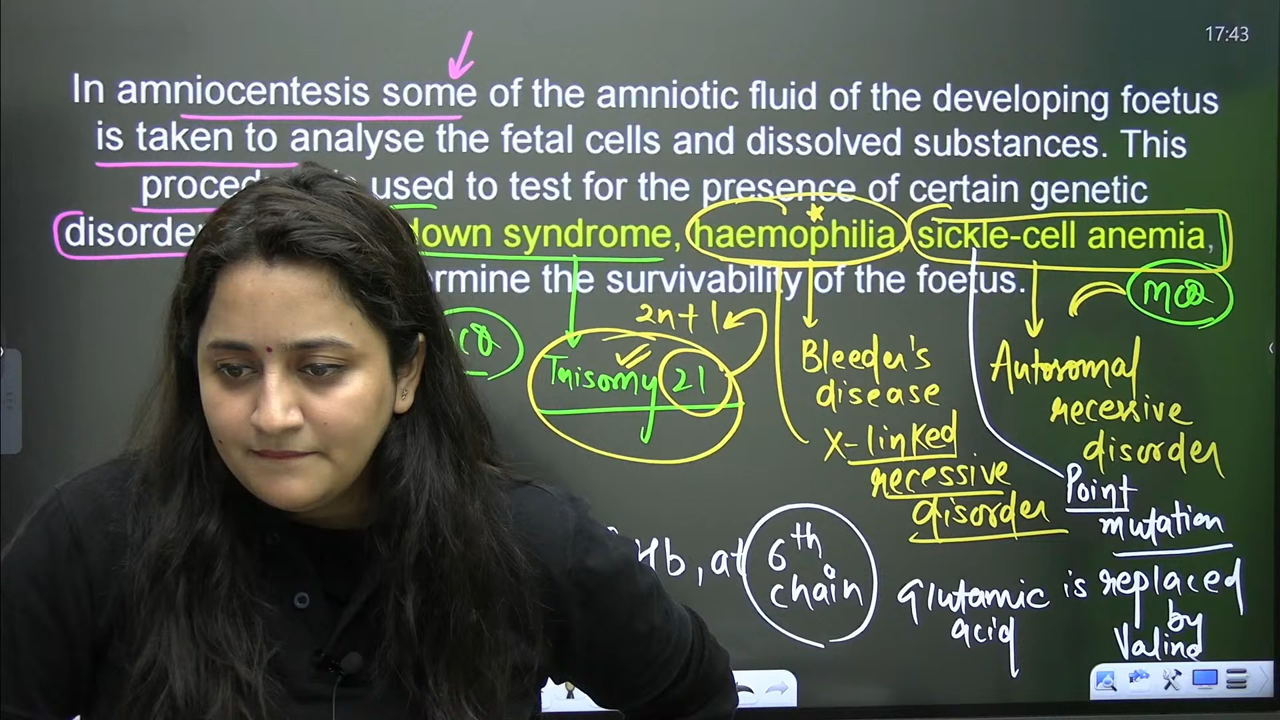 17:43
In amniocentesis some of the amniotic fluid of the developing foetus
is taken to analyse the fetal cells and dissolved substances. This
used to test for the presence of certain genetic
down syndrome, haemophilia, sickle-cell anemia,
the survivability of the foetus.
MCQ
2n+1
Trisomy 21
Bleeder's
disease
X-linked
recessive
disorder
Autosomal
recessive
disorder
Point
mutation
Hb, at 6th
chain
Glutamic acid is replaced
by
Valine